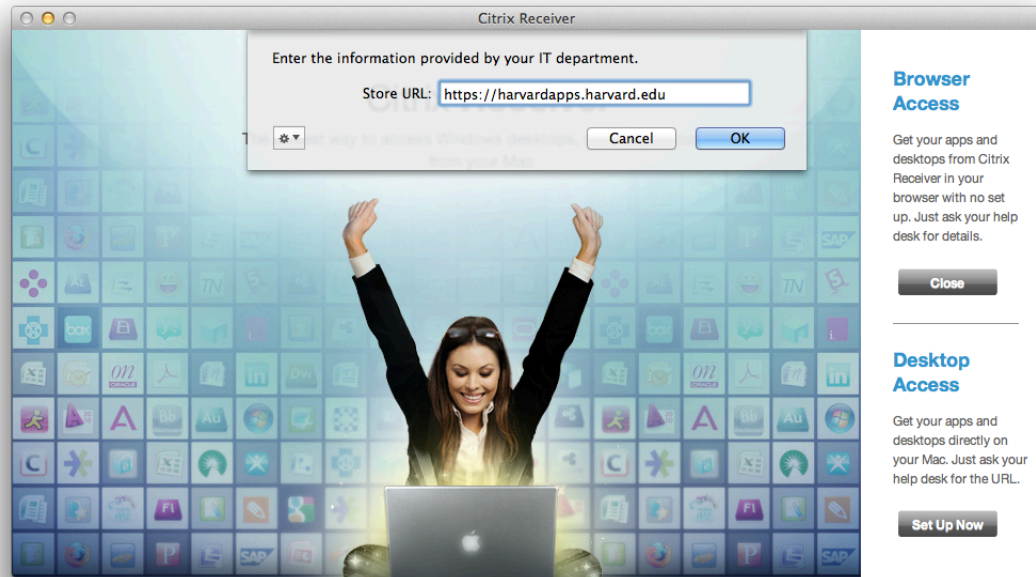 Citrix Receiver
Enter the information provided by your IT department.
Store URL: https://harvardapps.harvard.edu
Cancel
OK
from your Mac
Browser
Access
Get your apps and
desktops from Citrix
Receiver in your
browser with no set
up. Just ask your help
desk for details.
Close
Desktop
Access
Get your apps and
desktops directly on
your Mac. Just ask your
help desk for the URL.
Set Up Now